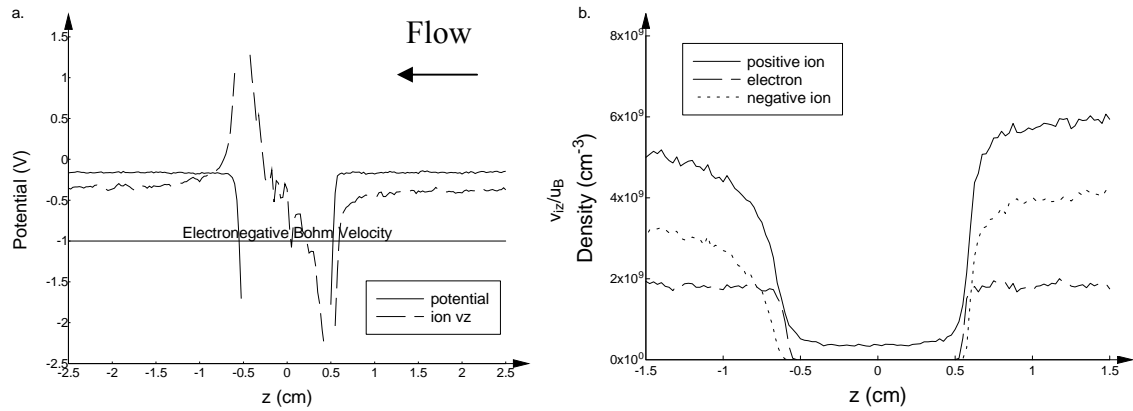 a.
Flow
1.5
1
0.5
0
-0.5
-1
-1.5
-2
-2.5
Potential (V)
Electronegative Bohm Velocity
potential
ion vz
-2.5 -2 -1.5 -1 -0.5 0 0.5 1 1.5 2 2.5
z (cm)
v_iz/u_B
b.
8x10⁹
6x10⁹
4x10⁹
2x10⁹
0x10⁰
Density (cm⁻³)
positive ion
electron
negative ion
-1.5 -1 -0.5 0 0.5 1 1.5
z (cm)